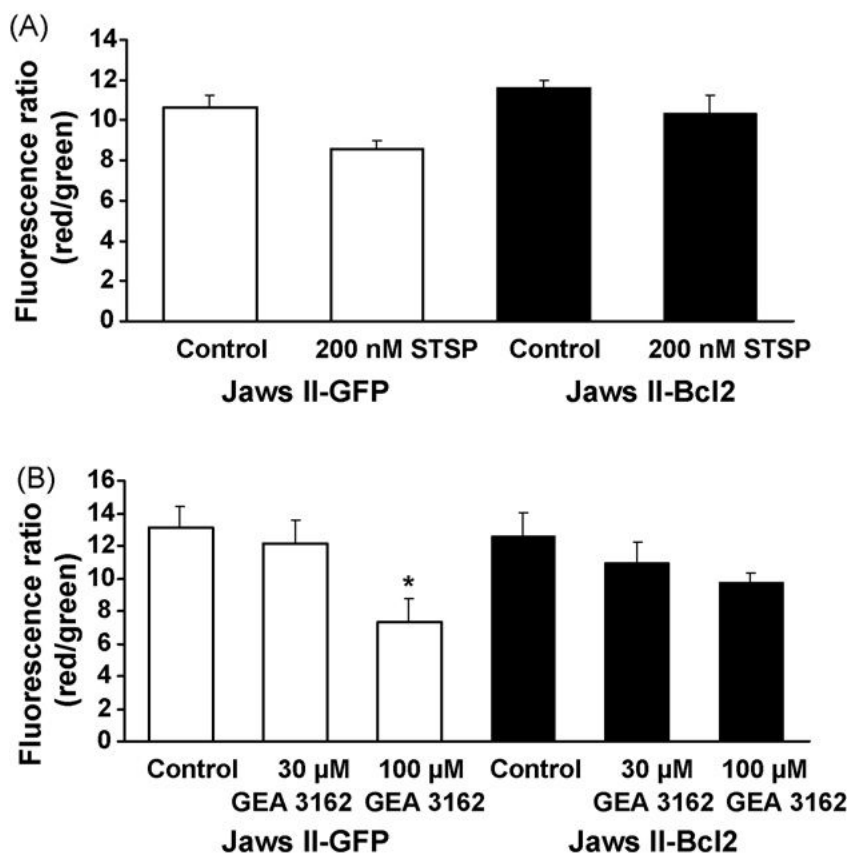 (A)
14
12
10
8
6
4
2
0
Fluorescence ratio
(red/green)
Control 200 nM STSP Control 200 nM STSP
Jaws II-GFP Jaws II-Bcl2
(B)
16
14
12
10
8
6
4
2
0
Fluorescence ratio
(red/green)
*
Control 30 µM 100 µM Control 30 µM 100 µM
GEA 3162 GEA 3162 GEA 3162 GEA 3162
Jaws II-GFP Jaws II-Bcl2